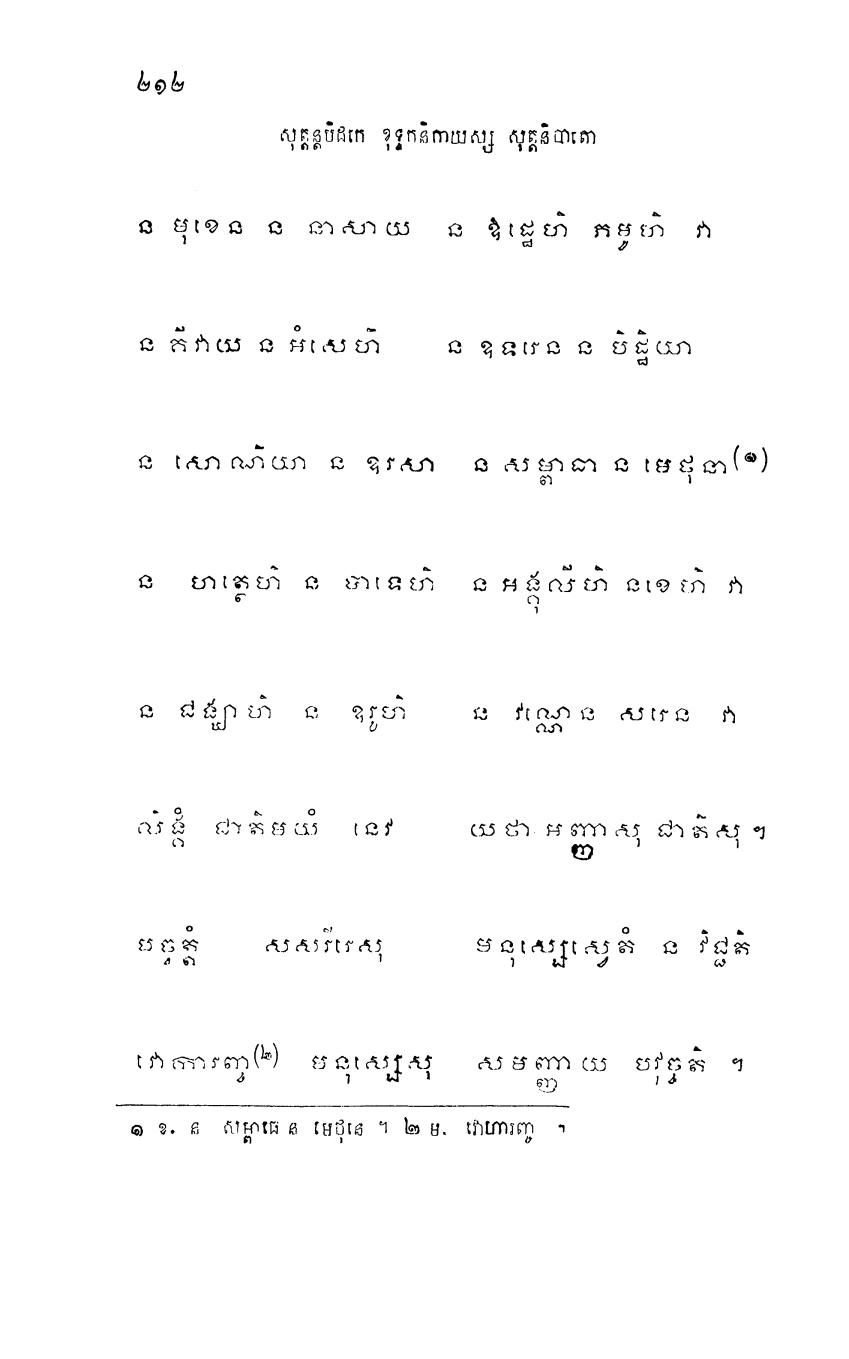 ២១២
សុត្តន្តបិដកេ ខុទ្ទកនិកាយស្ស សុត្តនិបាតោ
ន មុខេន ន នាសាយ ន ឱដ្ឋេហិ ភមូហិ វា
ន គីវាយ ន អំសេហិ ន ឧទរេន ន បិដ្ឋិយា
ន សោណិយា ន ឧរសា ន សម្ពាធា ន មេថុនា(១)
ន ហត្ថេហិ ន បាទេហិ ន អង្គុលីហិ នខេហិ វា
ន ជង្ឃាហិ ន ឧរូហិ ន វណ្ណេន សរេន វា
លិង្គំ ជាតិមយំ នេវ យថា អញ្ញាសុ ជាតិសុ ។
បច្ចត្តំ សសរីរេសុ មនុស្សេស្វេតំ ន វិជ្ជតិ
វោការញ្ច(២) មនុស្សេសុ សមញ្ញាយ បវុច្ចតិ ។
១ ឧ. ន សម្ពាធេ ន មេថុនេ ។ ២ ម. វោហារញ្ច ។